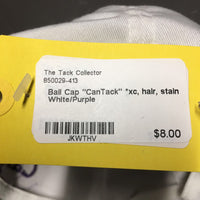 The Tack Collector
B50029-413
Ball Cap "CanTack" *xc, hair, stain
White/Purple
$8.00
JKWTHV